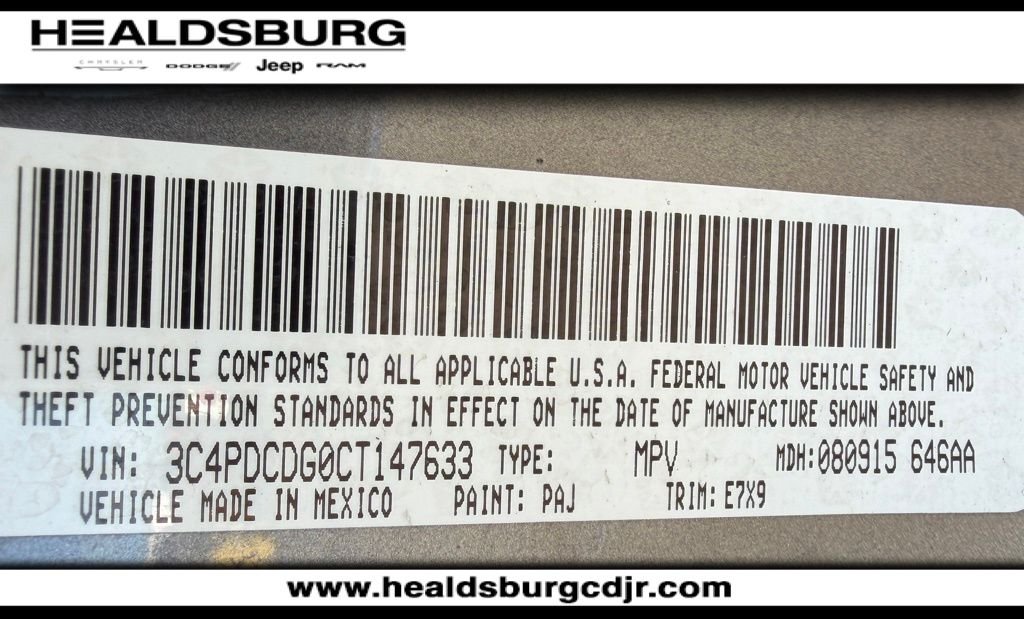 HEALDSBURG
CHRYSLER DODGE Jeep RAM
THIS VEHICLE CONFORMS TO ALL APPLICABLE U.S.A. FEDERAL MOTOR VEHICLE SAFETY AND
THEFT PREVENTION STANDARDS IN EFFECT ON THE DATE OF MANUFACTURE SHOWN ABOVE.
VIN: 3C4PDCDG0CT147633 TYPE: MPV MDH:080915 646AA
VEHICLE MADE IN MEXICO PAINT: PAJ TRIM: E7X9
www.healdsburgcdjr.com